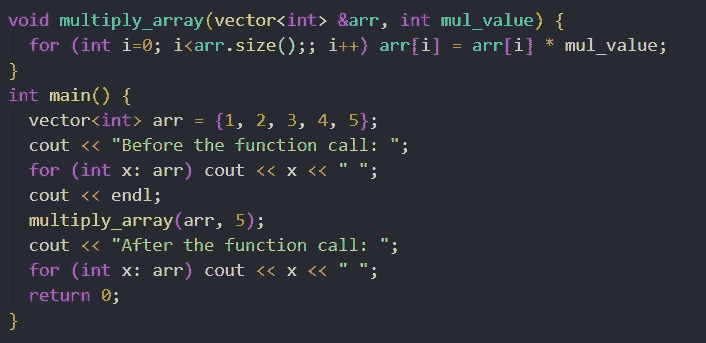 void multiply_array(vector<int> &arr, int mul_value) {
for (int i=0; i<arr.size();; i++) arr[i] = arr[i] * mul_value;
}
int main() {
vector<int> arr = {1, 2, 3, 4, 5};
cout << "Before the function call: ";
for (int x: arr) cout << x << " ";
cout << endl;
multiply_array(arr, 5);
cout << "After the function call: ";
for (int x: arr) cout << x << " ";
return 0;
}